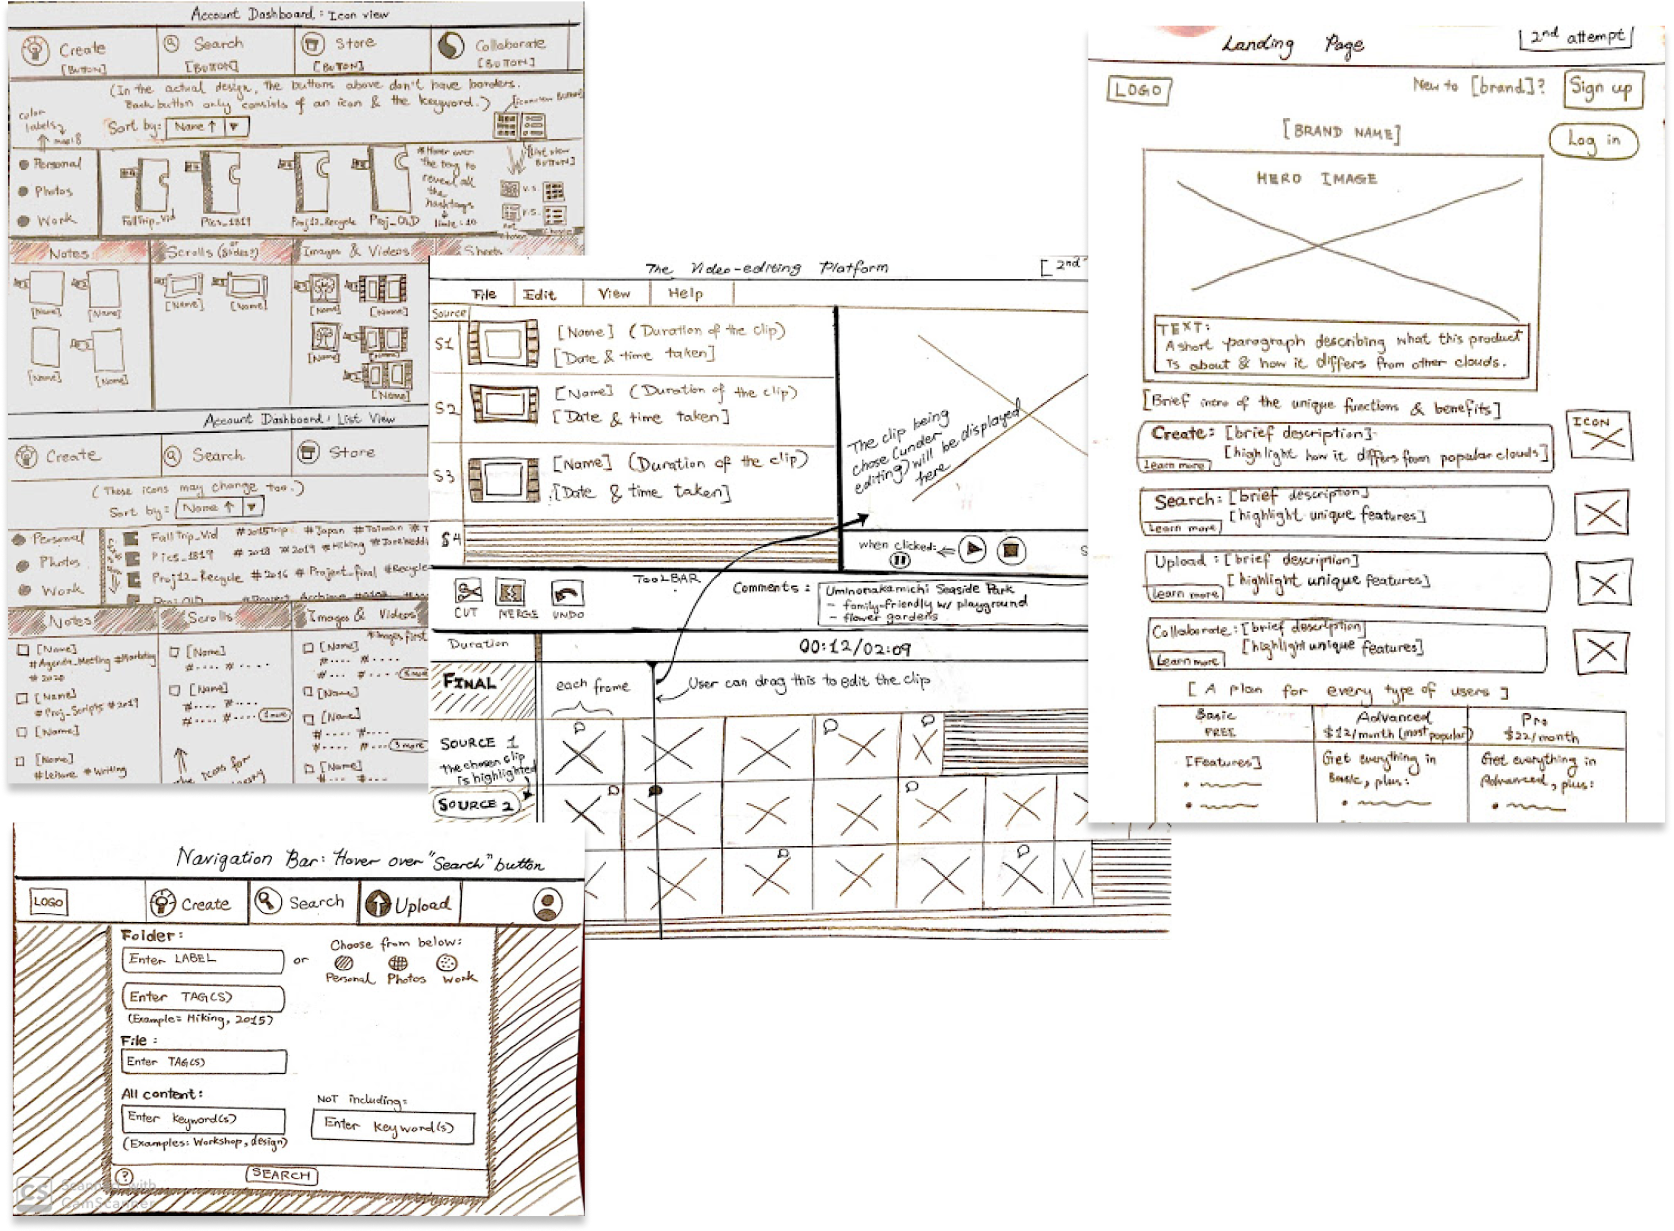 Account Dashboard: Icon view
Create
[BUTTON]
Search
[BUTTON]
Store
[BUTTON]
Collaborate
[BUTTON]
(In the actual design, the buttons above don't have borders.
Each button only consists of an icon & the keyword.)
[icon view BUTTON]
color
labels
max: 8
Sort by: Name ↑
Personal
Photos
Work
FallTrip_Vid
Pics_1819
Proj12_Recycle
Proj_OLD
*Hover over
the tag to
reveal all
the
hashtags
limit: 10
[list view
BUTTON]
v.s.
v.s.
Notes
Scrolls (or Slides?)
Images & Videos
Sheets
[Name]
[Name]
[Name]
[Name]
[Name]
[Name]
[Name]
[Name]
[Name]
[Name]
[Name]
Account Dashboard: List View
Create
Search
Store
(These icons may change too.)
Sort by: Name ↑
Personal
Photos
Work
FallTrip_Vid #2015Trip #Japan #Taiwan
Pics_1819 #2018 #2019 #Hiking
Proj12_Recycle #2016 #Project_final #Recycle
Proj_OLD
Notes
Scrolls
Images & Videos
*Images first
[Name]
#Agenda_Meeting #Marketing
#2020
[Name]
#Proj_Scripts #2019
[Name]
[Name]
#Leisure #Writing
[Name]
#.... #....
[Name]
#.... #....
#.... #.... 1 more
[Name]
#.... #....
#....
[Name]
[Name]
#.... #....
#.... #.... 3 more
[Name]
#.... #....
The Video-editing Platform
[2nd
File
Edit
View
Help
Source
S1
[Name] (Duration of the clip)
[Date & time taken]
S2
[Name] (Duration of the clip)
[Date & time taken]
S3
[Name] (Duration of the clip)
[Date & time taken]
S4
The clip being
chose (under
editing) will be displayed
here
when clicked:
S
TOOLBAR
CUT
MERGE
UNDO
Comments:
Uminonakamichi Seaside Park
- family-friendly w/ playground
- flower gardens
Duration
00:12/02:09
FINAL
each frame
User can drag this to edit the clip
SOURCE 1
the chosen clip
is highlighted
SOURCE 2
Landing Page
2nd attempt
LOGO
New to [brand]?
Sign up
[BRAND NAME]
Log in
HERO IMAGE
TEXT:
A short paragraph describing what this product
is about & how it differs from other clouds.
[Brief intro of the unique functions & benefits]
ICON
Create: [brief description]
[highlight how it differs from popular clouds]
Learn more
Search: [brief description]
[highlight unique features]
Learn more
Upload: [brief description]
[highlight unique features]
Learn more
Collaborate: [brief description]
[highlight unique features]
Learn more
[A plan for every type of users]
Basic
FREE
Advanced
$12/month (most popular)
Pro
$22/month
[Features]
Get everything in
Basic, plus:
Get everything in
Advanced, plus:
Navigation Bar: Hover over "Search" button
LOGO
Create
Search
Upload
Folder:
Enter LABEL
or
Choose from below:
Personal
Photos
Work
Enter TAG(S)
(Example: Hiking, 2015)
File:
Enter TAG(S)
All content:
Enter keyword(s)
(Examples: Workshop, design)
NOT including:
Enter keyword(s)
?
SEARCH
CS
Scanned with
CamScanner